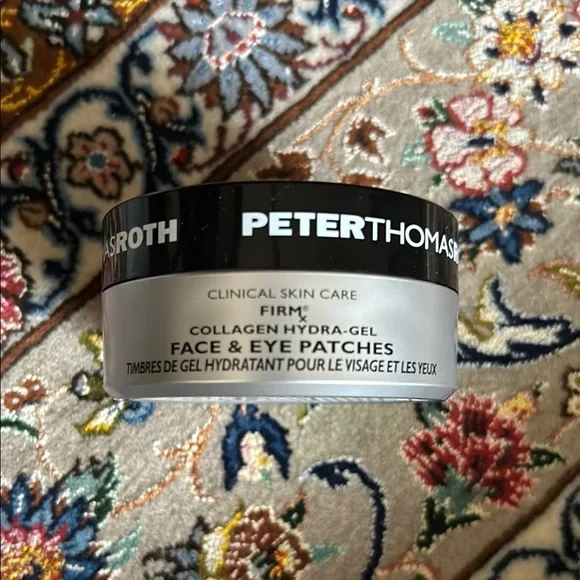 ASROTH PETERTHOMASR
CLINICAL SKIN CARE
FIRMx®
COLLAGEN HYDRA-GEL
FACE & EYE PATCHES
TIMBRES DE GEL HYDRATANT POUR LE VISAGE ET LES YEUX